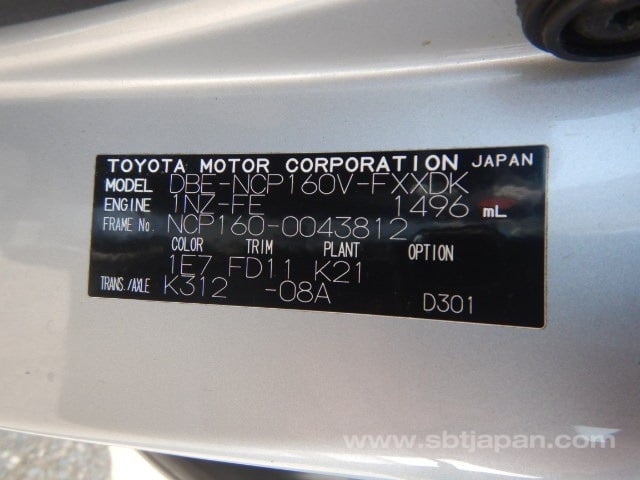 TOYOTA MOTOR CORPORATION JAPAN
MODEL DBE-NCP160V-FXXDK
ENGINE 1NZ-FE 1496 mL
FRAME No. NCP160-0043812
COLOR TRIM PLANT OPTION
1E7 FD11 K21
TRANS./AXLE K312 -08A D301
www.sbtjapan.com